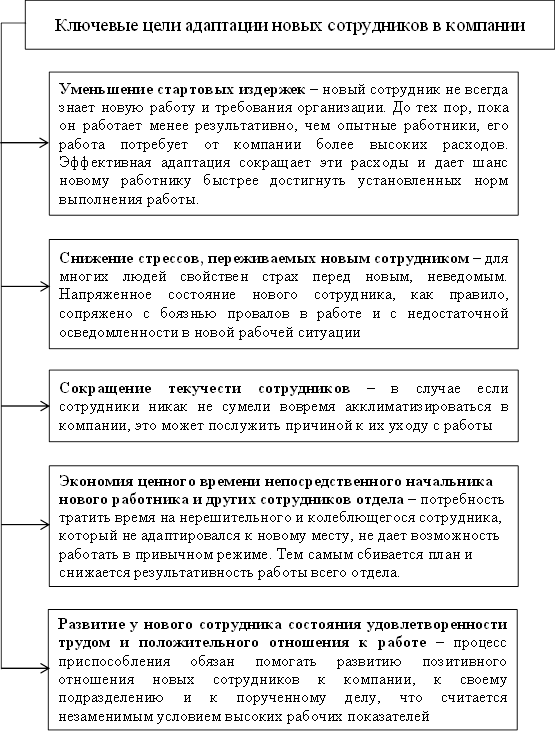 Ключевые цели адаптации новых сотрудников в компании
Уменьшение стартовых издержек – новый сотрудник не всегда
знает новую работу и требования организации. До тех пор, пока
он работает менее результативно, чем опытные работники, его
работа потребует от компании более высоких расходов.
Эффективная адаптация сокращает эти расходы и дает шанс
новому работнику быстрее достигнуть установленных норм
выполнения работы.
Снижение стрессов, переживаемых новым сотрудником – для
многих людей свойствен страх перед новым, неведомым.
Напряженное состояние нового сотрудника, как правило,
сопряжено с боязнью провалов в работе и с недостаточной
осведомленности в новой рабочей ситуации
Сокращение текучести сотрудников – в случае если
сотрудники никак не сумели вовремя акклиматизироваться в
компании, это может послужить причиной к их уходу с работы
Экономия ценного времени непосредственного начальника
нового работника и других сотрудников отдела – потребность
тратить время на нерешительного и колеблющегося сотрудника,
который не адаптировался к новому месту, не дает возможность
работать в привычном режиме. Тем самым сбивается план и
снижается результативность работы всего отдела.
Развитие у нового сотрудника состояния удовлетворенности
трудом и положительного отношения к работе – процесс
приспособления обязан помогать развитию позитивного
отношения новых сотрудников к компании, к своему
подразделению и к порученному делу, что считается
незаменимым условием высоких рабочих показателей